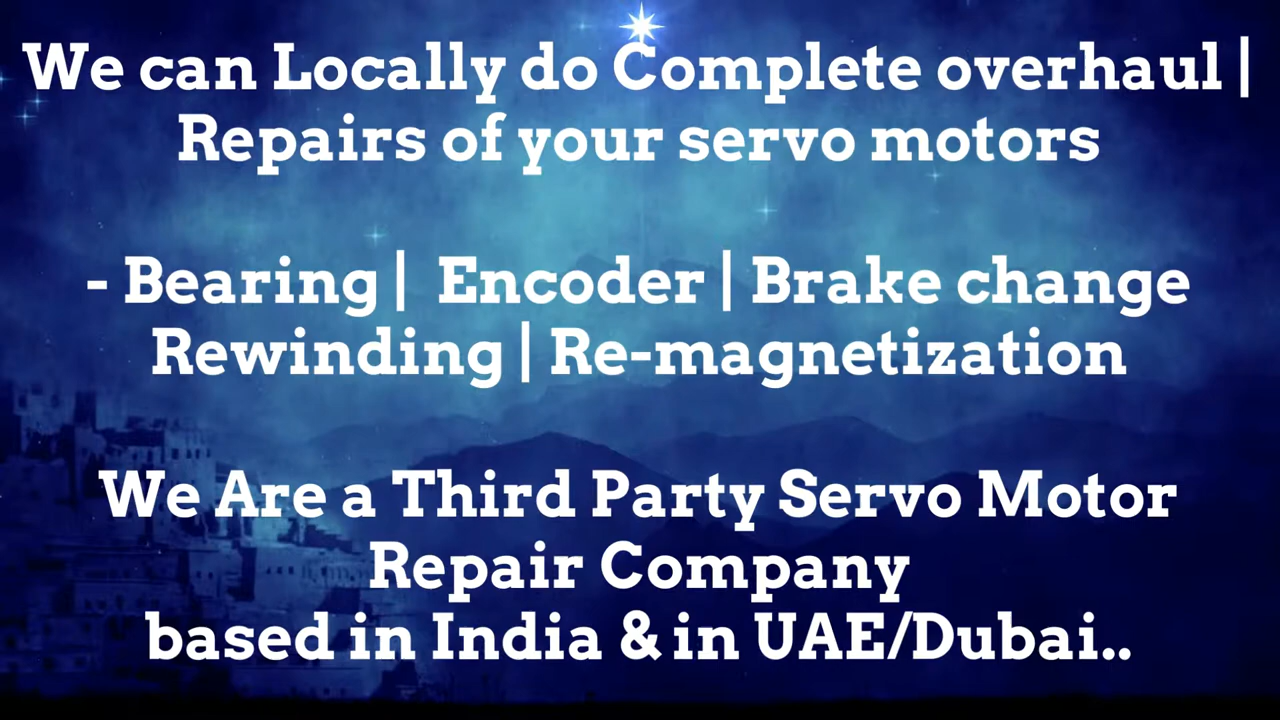 We can Locally do Complete overhaul |
Repairs of your servo motors
- Bearing | Encoder | Brake change
Rewinding | Re-magnetization
We Are a Third Party Servo Motor
Repair Company
based in India & in UAE/Dubai..